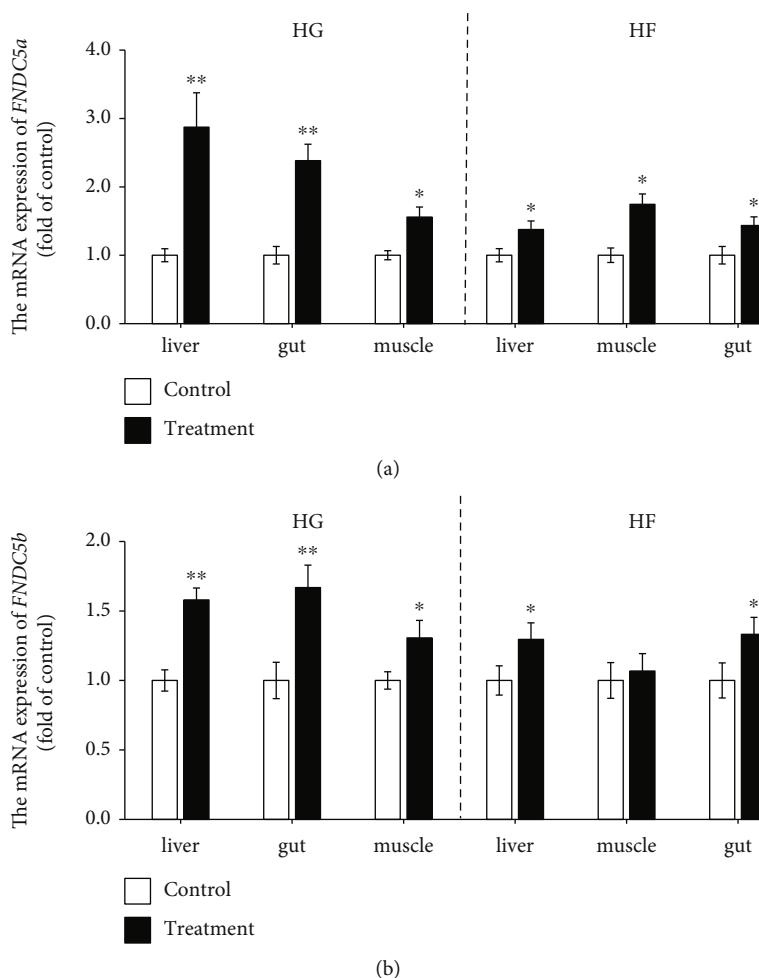 HG HF
The mRNA expression of FNDC5a
(fold of control)
4.0
3.0
2.0
1.0
0.0
** ** * * * *
liver gut muscle liver muscle gut
Control
Treatment
(a)
HG HF
The mRNA expression of FNDC5b
(fold of control)
2.0
1.5
1.0
0.5
0.0
** ** * * *
liver gut muscle liver muscle gut
Control
Treatment
(b)